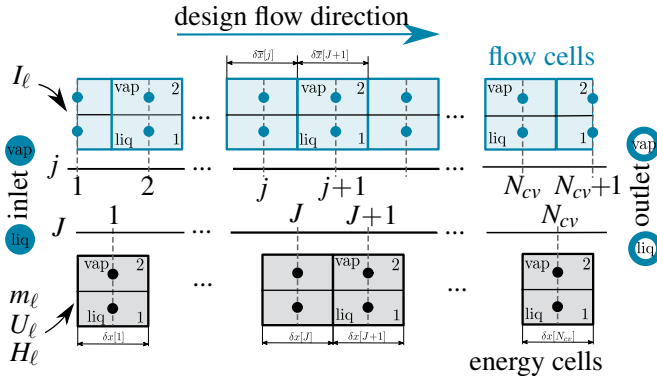 design flow direction
δx̅[j] δx̅[J+1]
flow cells
I_ℓ
vap 2 vap 2 vap 2
... ...
liq 1 liq 1 liq 1
inlet vap liq
outlet vap liq
j
1 2 ... j j+1 ... N_cv N_cv+1
J 1 ... J J+1 N_cv
vap 2 vap 2 vap 2
... ...
liq 1 liq 1 liq 1
m_ℓ
U_ℓ
H_ℓ
δx[1] δx[J] δx[J+1] δx[N_cv]
energy cells